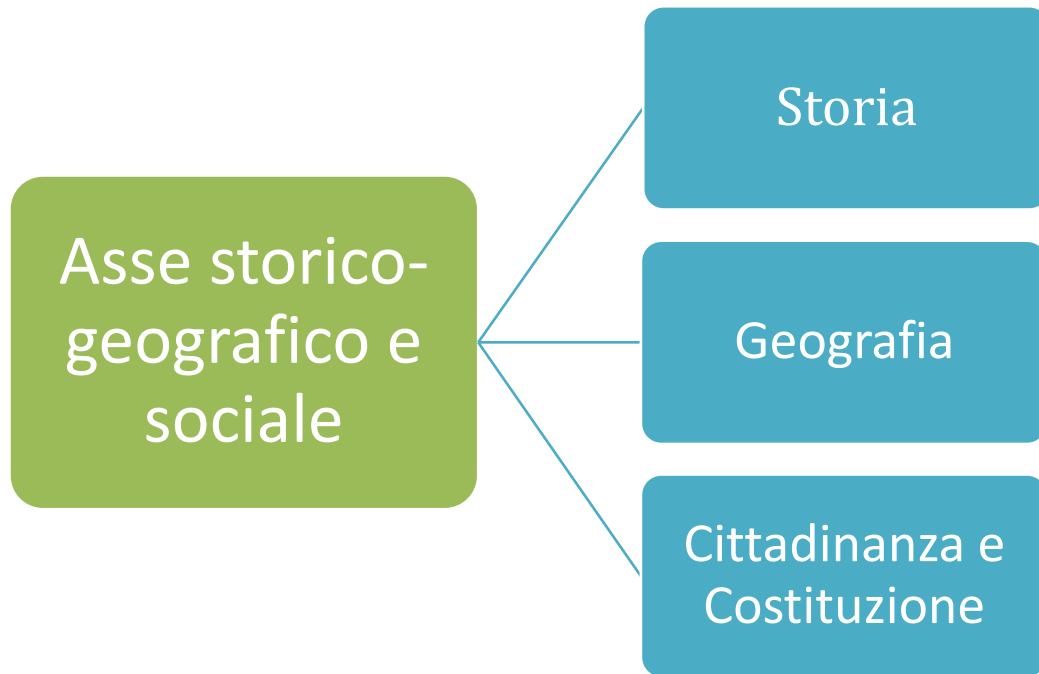 Asse storico-
geografico e
sociale
Storia
Geografia
Cittadinanza e
Costituzione